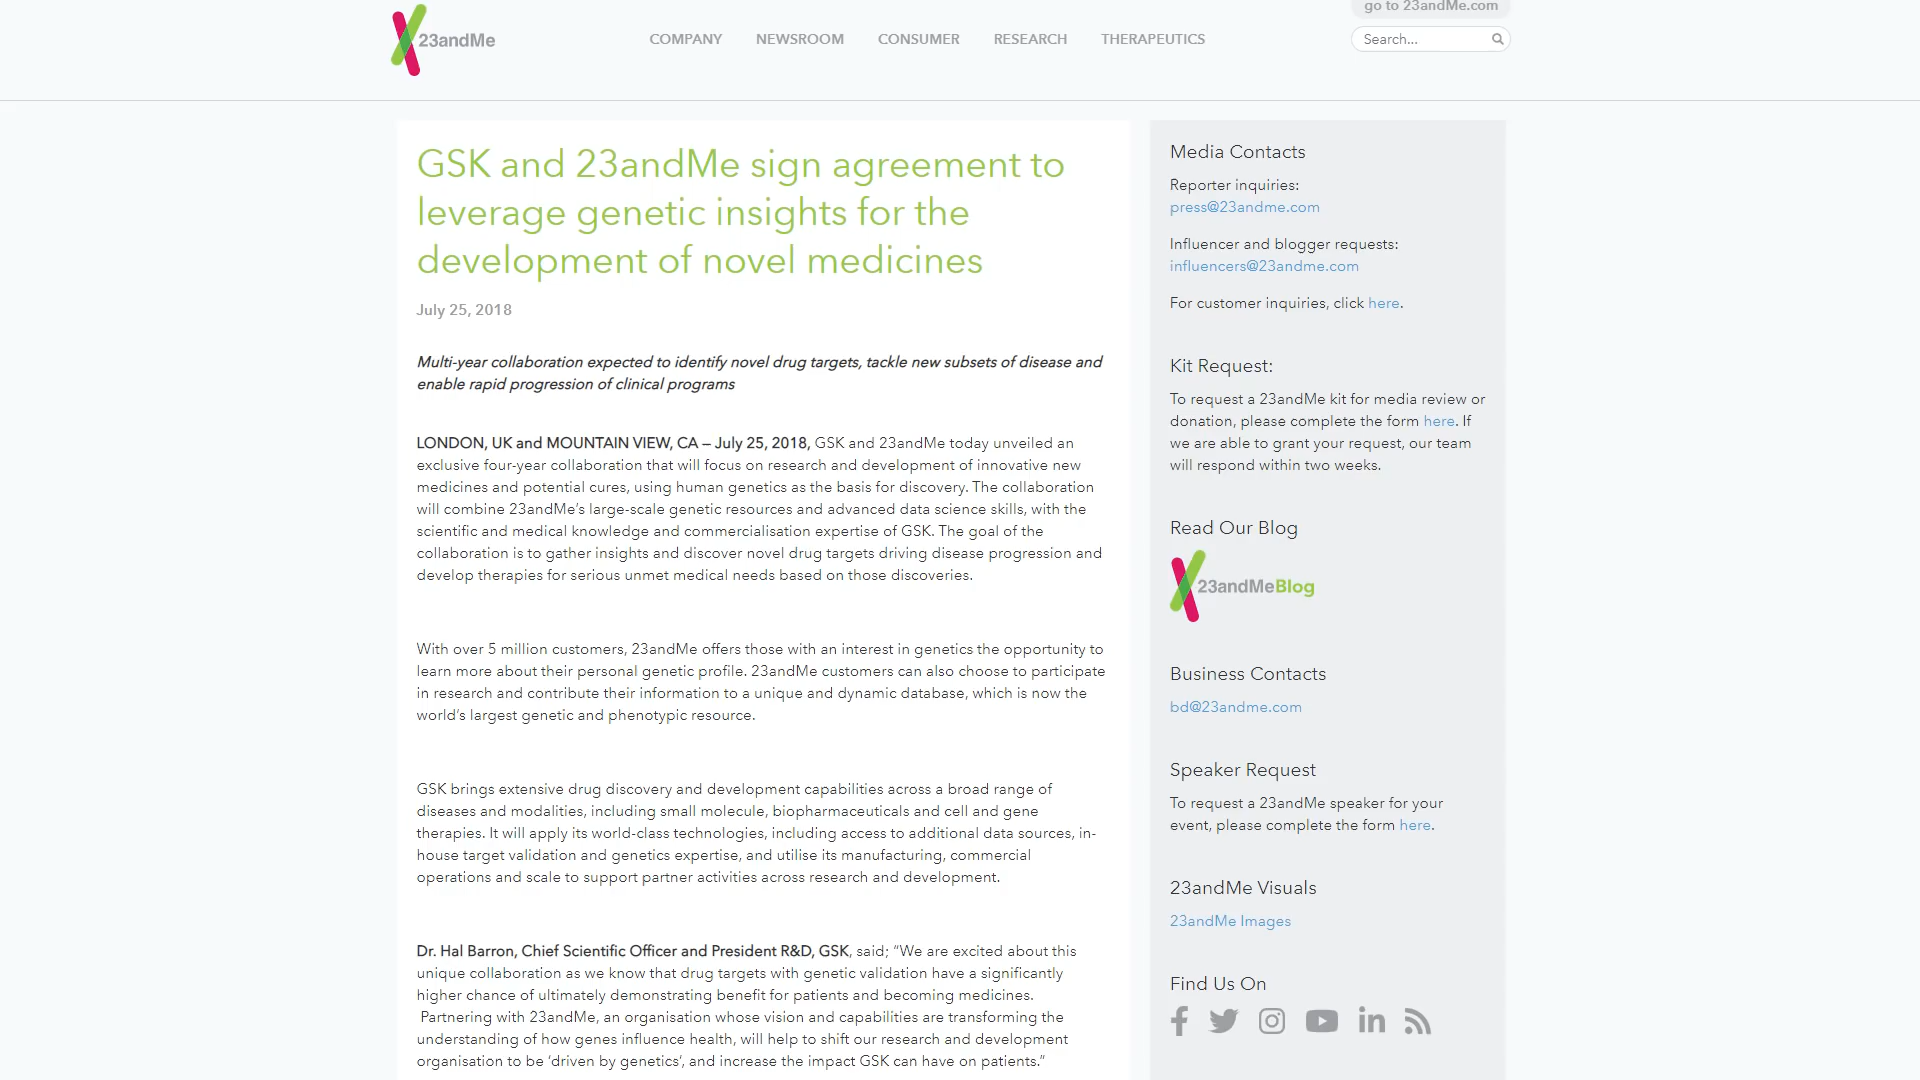 go to 23andMe.com
23andMe
COMPANY
NEWSROOM
CONSUMER
RESEARCH
THERAPEUTICS
Search...
GSK and 23andMe sign agreement to
leverage genetic insights for the
development of novel medicines
July 25, 2018
Multi-year collaboration expected to identify novel drug targets, tackle new subsets of disease and
enable rapid progression of clinical programs
LONDON, UK and MOUNTAIN VIEW, CA – July 25, 2018, GSK and 23andMe today unveiled an
exclusive four-year collaboration that will focus on research and development of innovative new
medicines and potential cures, using human genetics as the basis for discovery. The collaboration
will combine 23andMe’s large-scale genetic resources and advanced data science skills, with the
scientific and medical knowledge and commercialisation expertise of GSK. The goal of the
collaboration is to gather insights and discover novel drug targets driving disease progression and
develop therapies for serious unmet medical needs based on those discoveries.
With over 5 million customers, 23andMe offers those with an interest in genetics the opportunity to
learn more about their personal genetic profile. 23andMe customers can also choose to participate
in research and contribute their information to a unique and dynamic database, which is now the
world’s largest genetic and phenotypic resource.
GSK brings extensive drug discovery and development capabilities across a broad range of
diseases and modalities, including small molecule, biopharmaceuticals and cell and gene
therapies. It will apply its world-class technologies, including access to additional data sources, in-
house target validation and genetics expertise, and utilise its manufacturing, commercial
operations and scale to support partner activities across research and development.
Dr. Hal Barron, Chief Scientific Officer and President R&D, GSK, said; “We are excited about this
unique collaboration as we know that drug targets with genetic validation have a significantly
higher chance of ultimately demonstrating benefit for patients and becoming medicines.
Partnering with 23andMe, an organisation whose vision and capabilities are transforming the
understanding of how genes influence health, will help to shift our research and development
organisation to be ‘driven by genetics’, and increase the impact GSK can have on patients.”
Media Contacts
Reporter inquiries:
press@23andme.com
Influencer and blogger requests:
influencers@23andme.com
For customer inquiries, click here.
Kit Request:
To request a 23andMe kit for media review or
donation, please complete the form here. If
we are able to grant your request, our team
will respond within two weeks.
Read Our Blog
23andMeBlog
Business Contacts
bd@23andme.com
Speaker Request
To request a 23andMe speaker for your
event, please complete the form here.
23andMe Visuals
23andMe Images
Find Us On